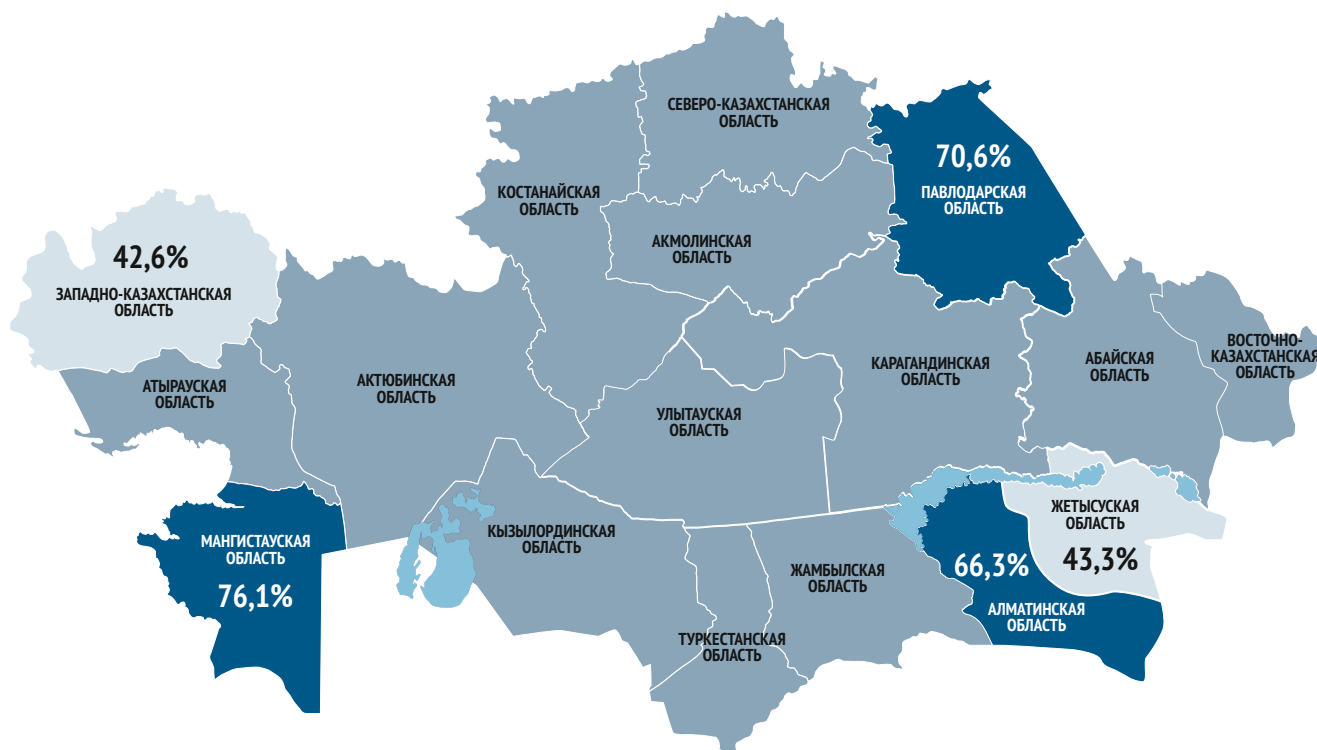 СЕВЕРО-КАЗАХСТАНСКАЯ
ОБЛАСТЬ
70,6%
ПАВЛОДАРСКАЯ
ОБЛАСТЬ
КОСТАНАЙСКАЯ
ОБЛАСТЬ
АКМОЛИНСКАЯ
ОБЛАСТЬ
42,6%
ЗАПАДНО-КАЗАХСТАНСКАЯ
ОБЛАСТЬ
АТЫРАУСКАЯ
ОБЛАСТЬ
АКТЮБИНСКАЯ
ОБЛАСТЬ
КАРАГАНДИНСКАЯ
ОБЛАСТЬ
АБАЙСКАЯ
ОБЛАСТЬ
ВОСТОЧНО-
КАЗАХСТАНСКАЯ
ОБЛАСТЬ
УЛЫТАУСКАЯ
ОБЛАСТЬ
МАНГИСТАУСКАЯ
ОБЛАСТЬ
76,1%
КЫЗЫЛОРДИНСКАЯ
ОБЛАСТЬ
ЖЕТЫСУСКАЯ
ОБЛАСТЬ
43,3%
ЖАМБЫЛСКАЯ
ОБЛАСТЬ
66,3%
АЛМАТИНСКАЯ
ОБЛАСТЬ
ТУРКЕСТАНСКАЯ
ОБЛАСТЬ